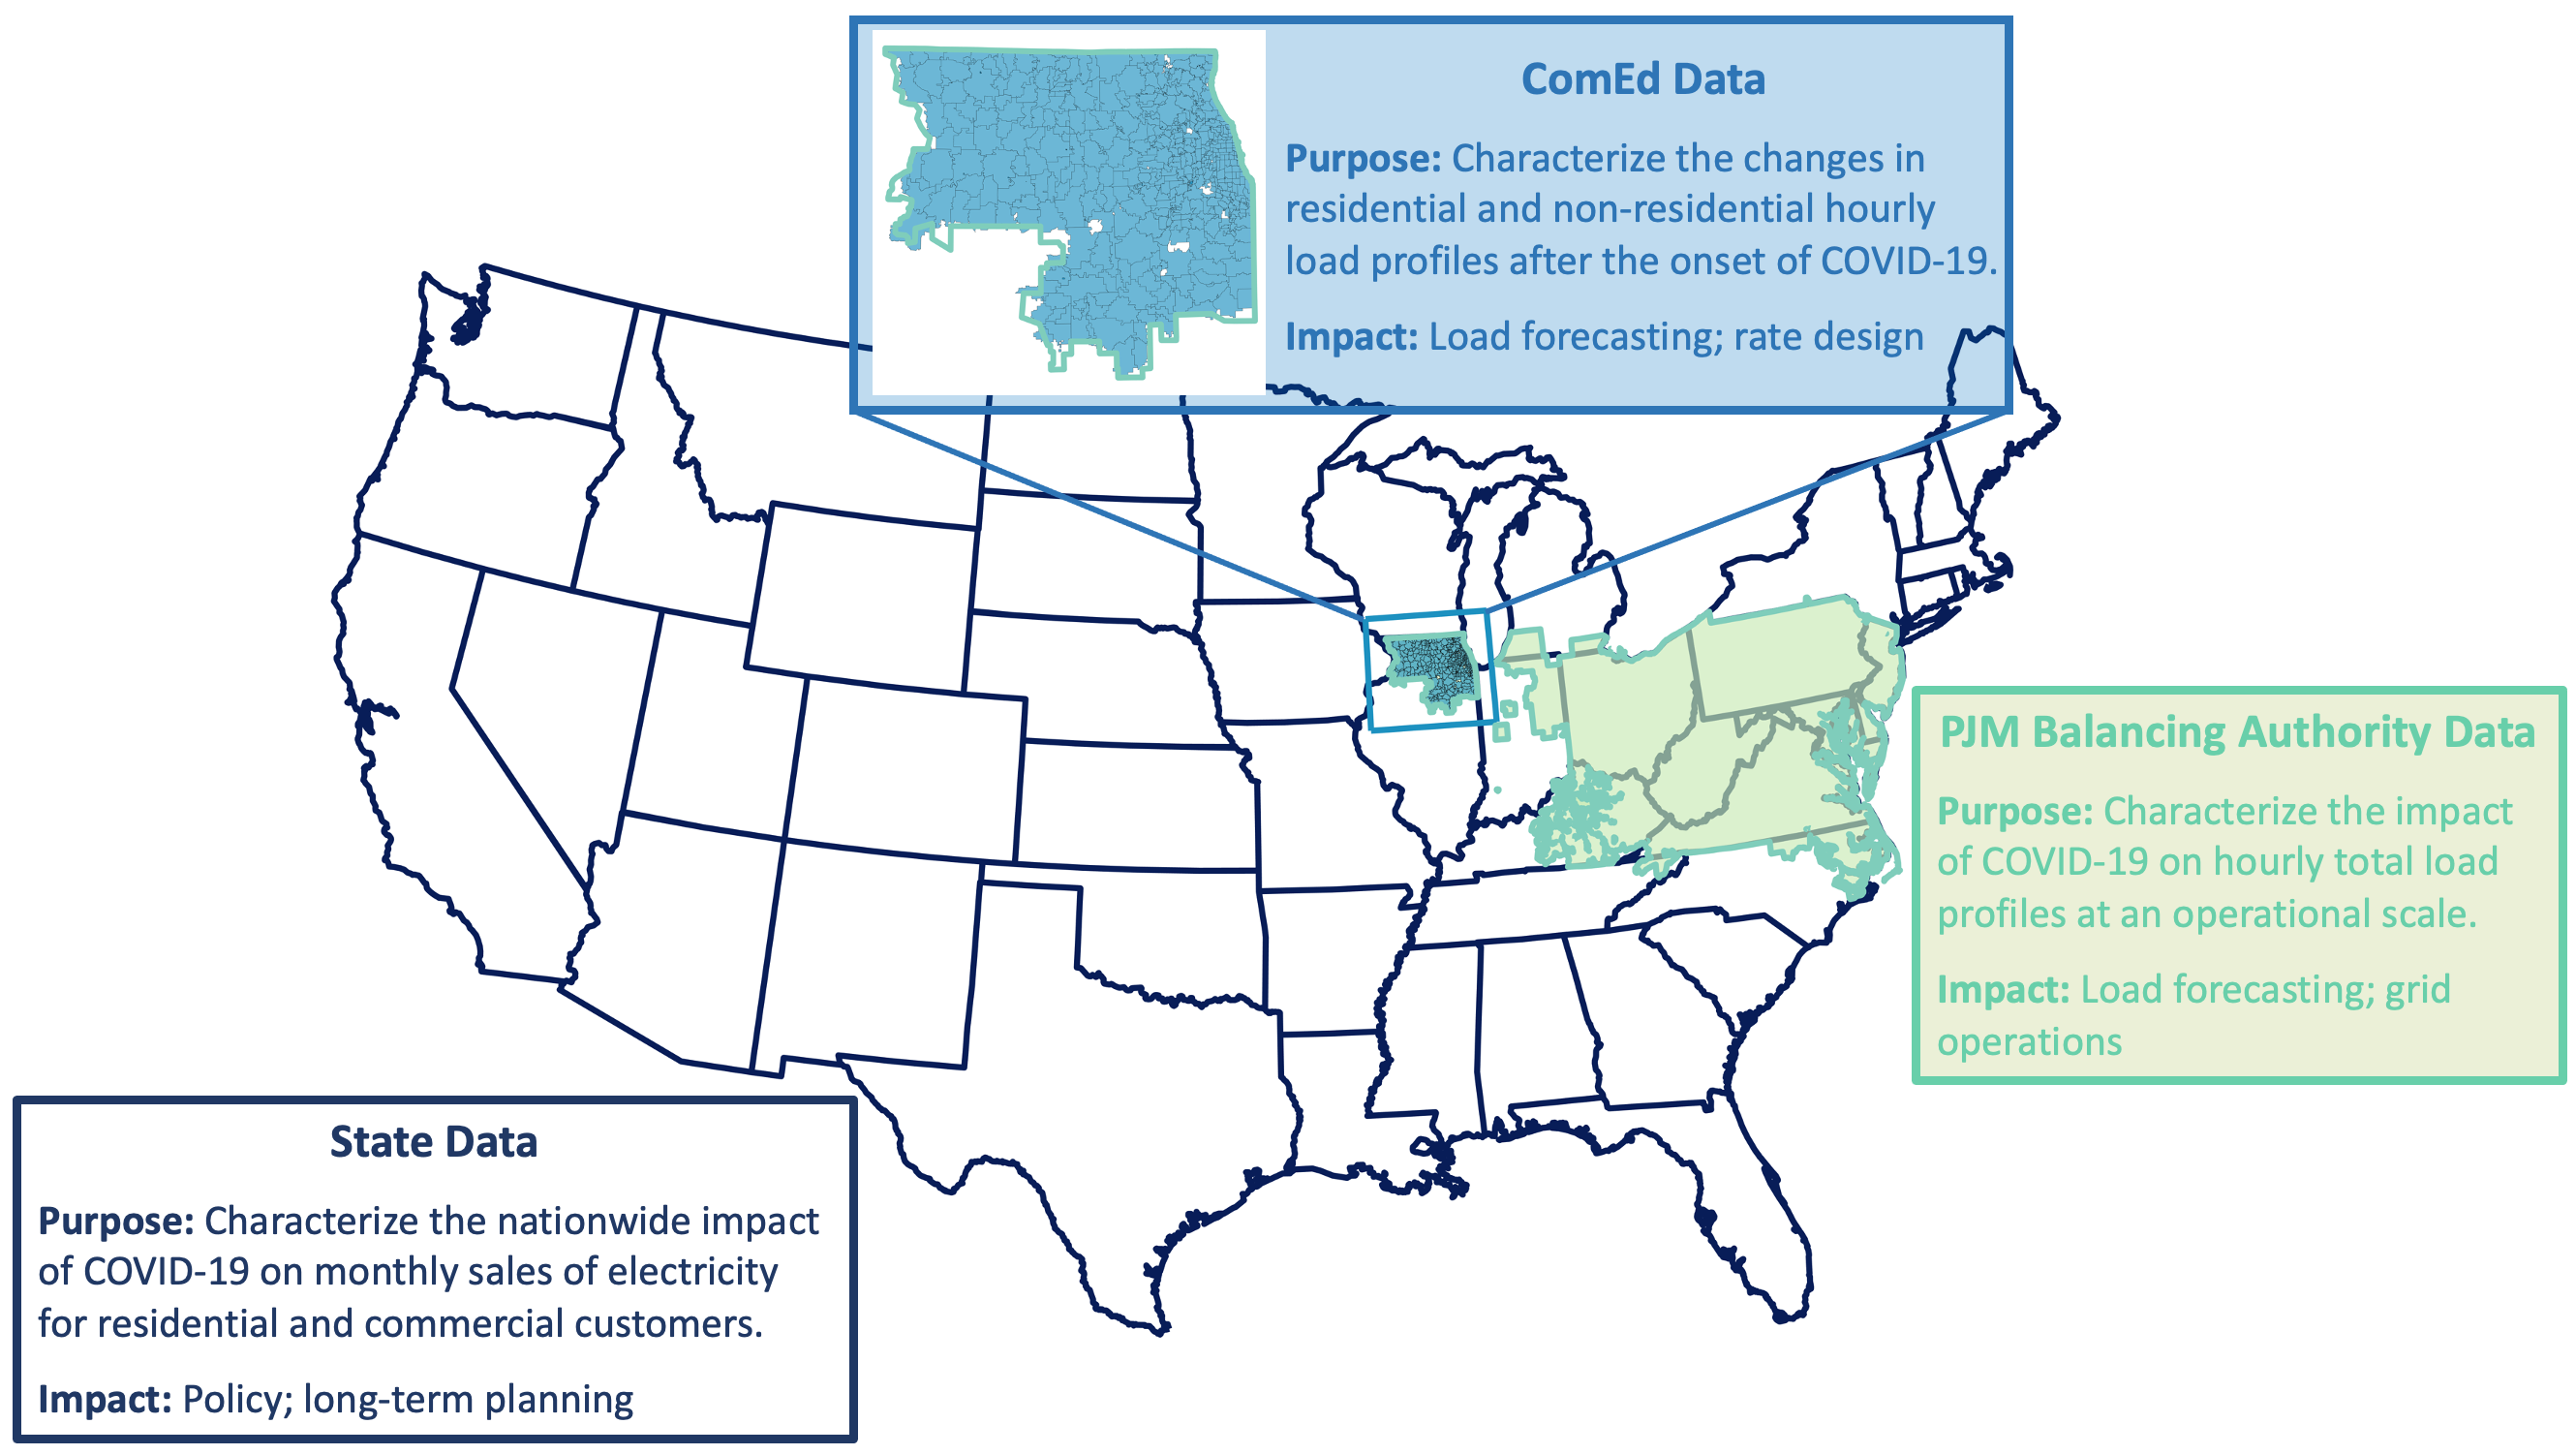 ComEd Data
Purpose: Characterize the changes in
residential and non-residential hourly
load profiles after the onset of COVID-19.
Impact: Load forecasting; rate design
PJM Balancing Authority Data
Purpose: Characterize the impact
of COVID-19 on hourly total load
profiles at an operational scale.
Impact: Load forecasting; grid
operations
State Data
Purpose: Characterize the nationwide impact
of COVID-19 on monthly sales of electricity
for residential and commercial customers.
Impact: Policy; long-term planning